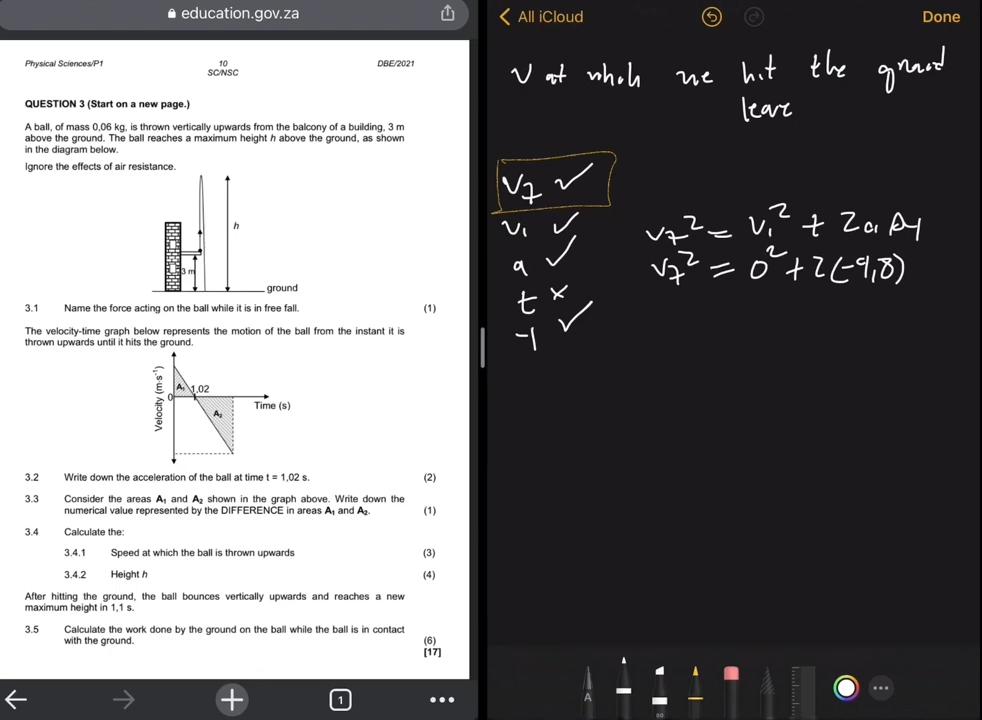 education.gov.za
Physical Sciences/P1
10
SC/NSC
DBE/2021
QUESTION 3 (Start on a new page.)
A ball, of mass 0,06 kg, is thrown vertically upwards from the balcony of a building, 3 m
above the ground. The ball reaches a maximum height h above the ground, as shown
in the diagram below.
Ignore the effects of air resistance.
h
3 m
ground
3.1 Name the force acting on the ball while it is in free fall. (1)
The velocity-time graph below represents the motion of the ball from the instant it is
thrown upwards until it hits the ground.
Velocity (m·s⁻¹)
0
A₁
1,02
Time (s)
A₂
3.2 Write down the acceleration of the ball at time t = 1,02 s. (2)
3.3 Consider the areas A₁ and A₂ shown in the graph above. Write down the
numerical value represented by the DIFFERENCE in areas A₁ and A₂. (1)
3.4 Calculate the:
3.4.1 Speed at which the ball is thrown upwards (3)
3.4.2 Height h (4)
After hitting the ground, the ball bounces vertically upwards and reaches a new
maximum height in 1,1 s.
3.5 Calculate the work done by the ground on the ball while the ball is in contact
with the ground. (6)
[17]
1
All iCloud
Done
v at which we hit the ground
leave
vf ✓
vi ✓
a ✓
t ×
✓
vf² = vi² + 2a Δy
vf² = 0² + 2(-9,8)
A
80